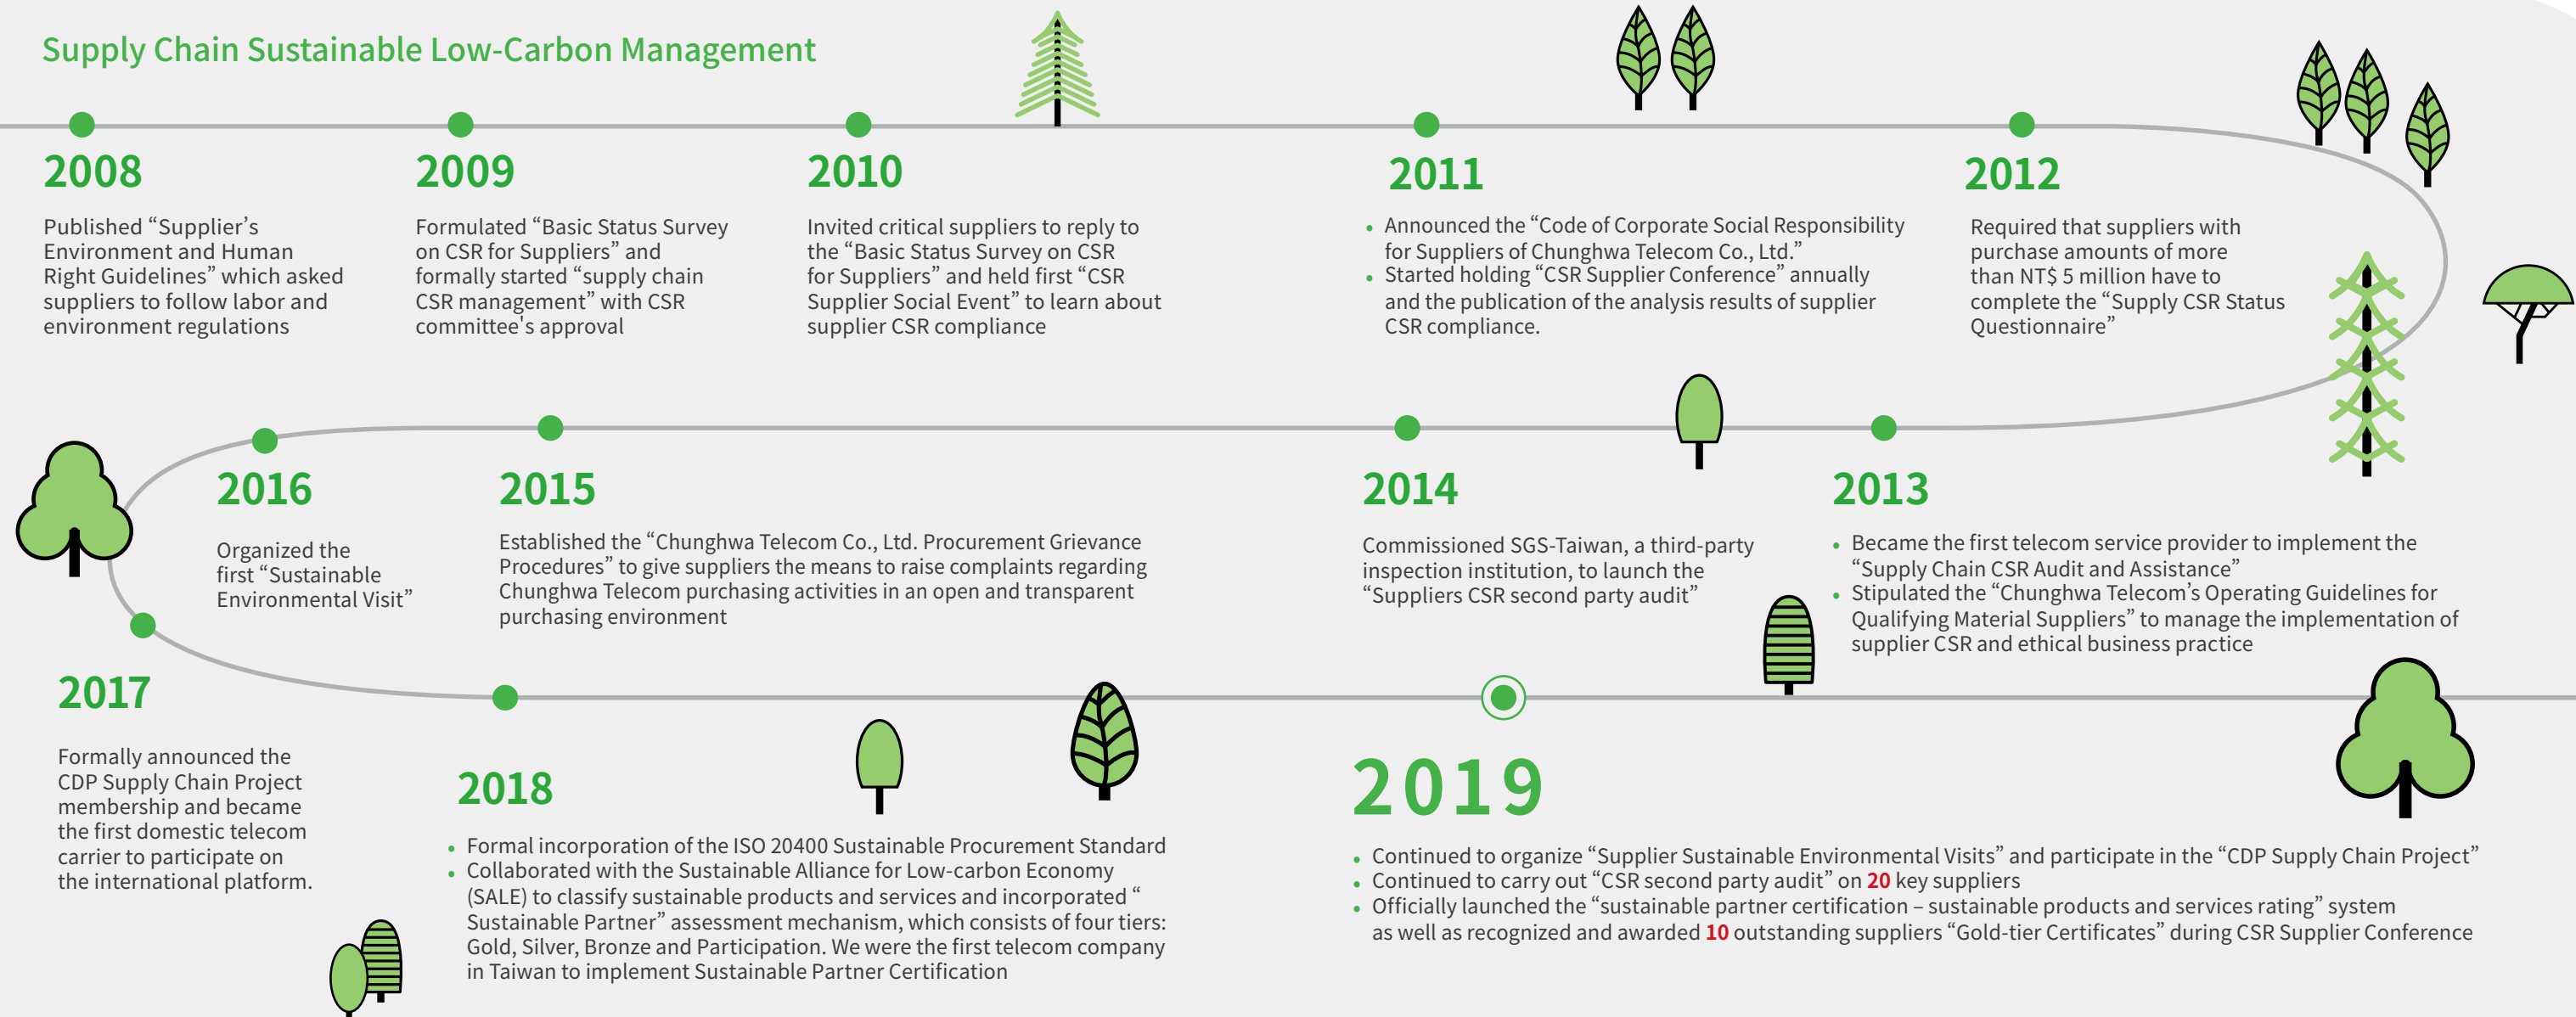 Supply Chain Sustainable Low-Carbon Management
2008
Published “Supplier’s
Environment and Human
Right Guidelines” which asked
suppliers to follow labor and
environment regulations
2009
Formulated “Basic Status Survey
on CSR for Suppliers” and
formally started “supply chain
CSR management” with CSR
committee's approval
2010
Invited critical suppliers to reply to
the “Basic Status Survey on CSR
for Suppliers” and held first “CSR
Supplier Social Event” to learn about
supplier CSR compliance
2011
• Announced the “Code of Corporate Social Responsibility
for Suppliers of Chunghwa Telecom Co., Ltd.”
• Started holding “CSR Supplier Conference” annually
and the publication of the analysis results of supplier
CSR compliance.
2012
Required that suppliers with
purchase amounts of more
than NT$ 5 million have to
complete the “Supply CSR Status
Questionnaire”
2013
• Became the first telecom service provider to implement the
“Supply Chain CSR Audit and Assistance”
• Stipulated the “Chunghwa Telecom’s Operating Guidelines for
Qualifying Material Suppliers” to manage the implementation of
supplier CSR and ethical business practice
2014
Commissioned SGS-Taiwan, a third-party
inspection institution, to launch the
“Suppliers CSR second party audit”
2015
Established the “Chunghwa Telecom Co., Ltd. Procurement Grievance
Procedures” to give suppliers the means to raise complaints regarding
Chunghwa Telecom purchasing activities in an open and transparent
purchasing environment
2016
Organized the
first “Sustainable
Environmental Visit”
2017
Formally announced the
CDP Supply Chain Project
membership and became
the first domestic telecom
carrier to participate on
the international platform.
2018
• Formal incorporation of the ISO 20400 Sustainable Procurement Standard
• Collaborated with the Sustainable Alliance for Low-carbon Economy
(SALE) to classify sustainable products and services and incorporated “
Sustainable Partner” assessment mechanism, which consists of four tiers:
Gold, Silver, Bronze and Participation. We were the first telecom company
in Taiwan to implement Sustainable Partner Certification
2019
• Continued to organize “Supplier Sustainable Environmental Visits” and participate in the “CDP Supply Chain Project”
• Continued to carry out “CSR second party audit” on 20 key suppliers
• Officially launched the “sustainable partner certification – sustainable products and services rating” system
as well as recognized and awarded 10 outstanding suppliers “Gold-tier Certificates” during CSR Supplier Conference